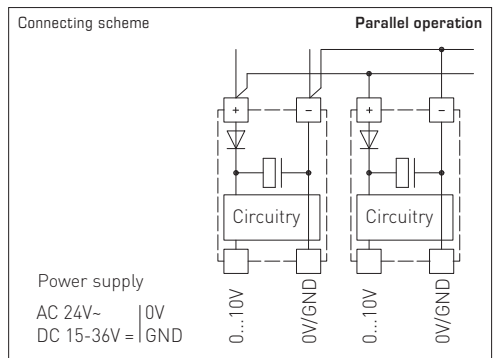 Connecting scheme Parallel operation
+ − + −
Circuitry Circuitry
Power supply
AC 24V~ 0V
DC 15-36V = GND
0...10V 0V/GND 0...10V 0V/GND